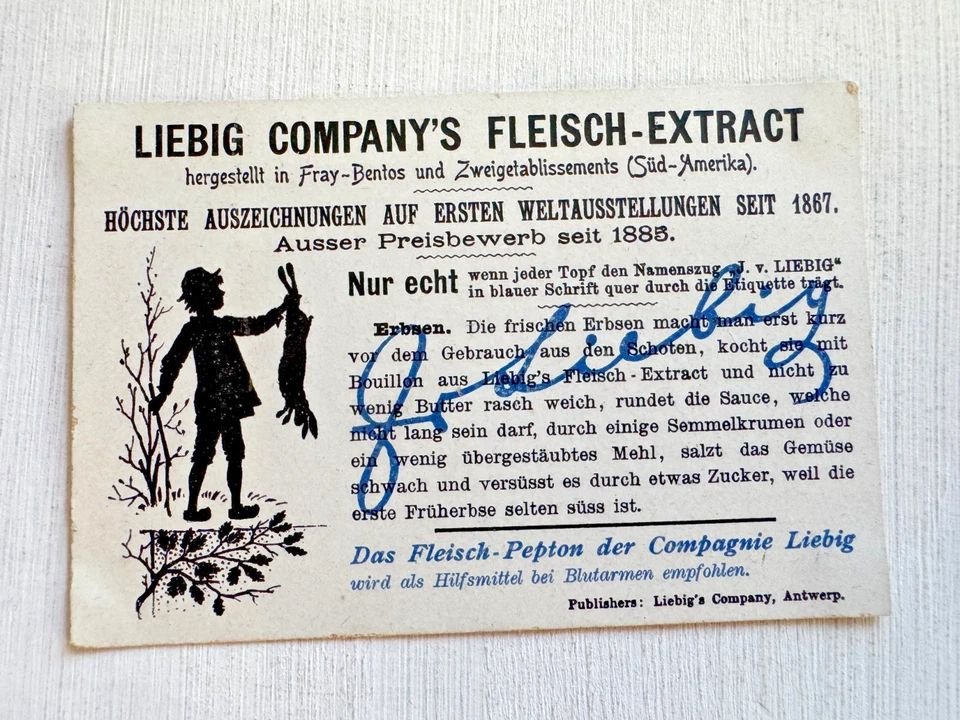 LIEBIG COMPANY'S FLEISCH-EXTRACT
hergestellt in Fray-Bentos und Zweigetablissements (Süd-Amerika).
HÖCHSTE AUSZEICHNUNGEN AUF ERSTEN WELTAUSSTELLUNGEN SEIT 1867.
Ausser Preisbewerb seit 1885.
Nur echt wenn jeder Topf den Namenszug „J. v. LIEBIG“
in blauer Schrift quer durch die Etiquette trägt.
Erbsen. Die frischen Erbsen macht man erst kurz
vor dem Gebrauch aus den Schoten, kocht sie mit
Bouillon aus Liebig's Fleisch-Extract und nicht zu
wenig Butter rasch weich, rundet die Sauce, welche
nicht lang sein darf, durch einige Semmelkrumen oder
ein wenig übergestäubtes Mehl, salzt das Gemüse
schwach und versüsst es durch etwas Zucker, weil die
erste Früherbse selten süss ist.
J v Liebig
Das Fleisch-Pepton der Compagnie Liebig
wird als Hilfsmittel bei Blutarmen empfohlen.
Publishers: Liebig's Company, Antwerp.